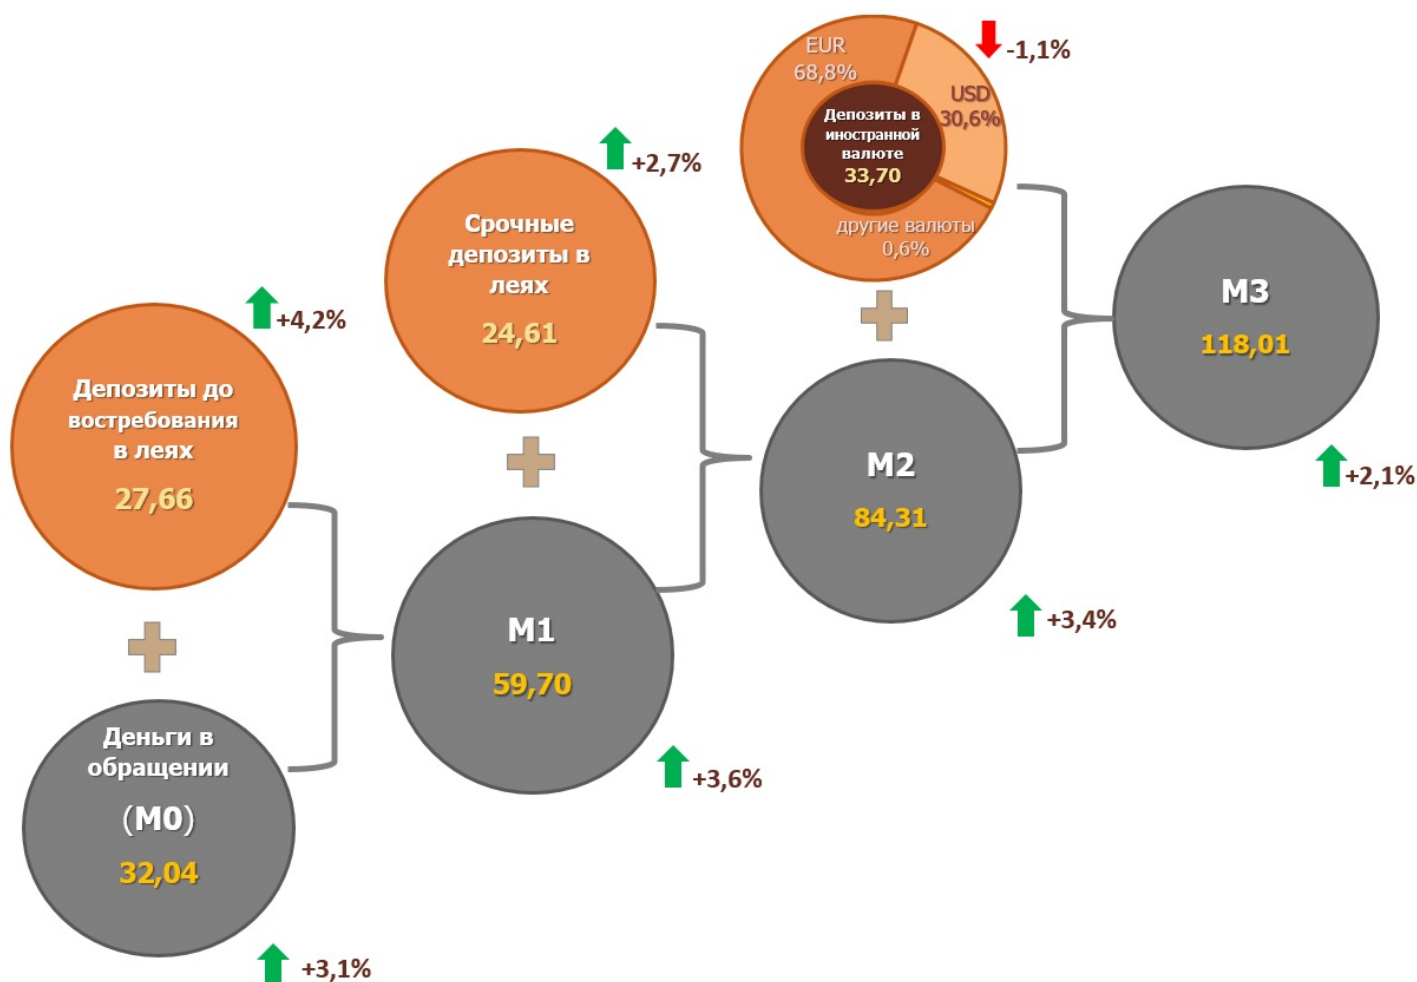 Депозиты до
востребования
в леях
27,66
+4,2%
Деньги в
обращении
(M0)
32,04
+3,1%
Срочные
депозиты в
леях
24,61
+2,7%
M1
59,70
+3,6%
EUR
68,8%
USD
30,6%
Депозиты в
иностранной
валюте
33,70
другие валюты
0,6%
-1,1%
M2
84,31
+3,4%
M3
118,01
+2,1%